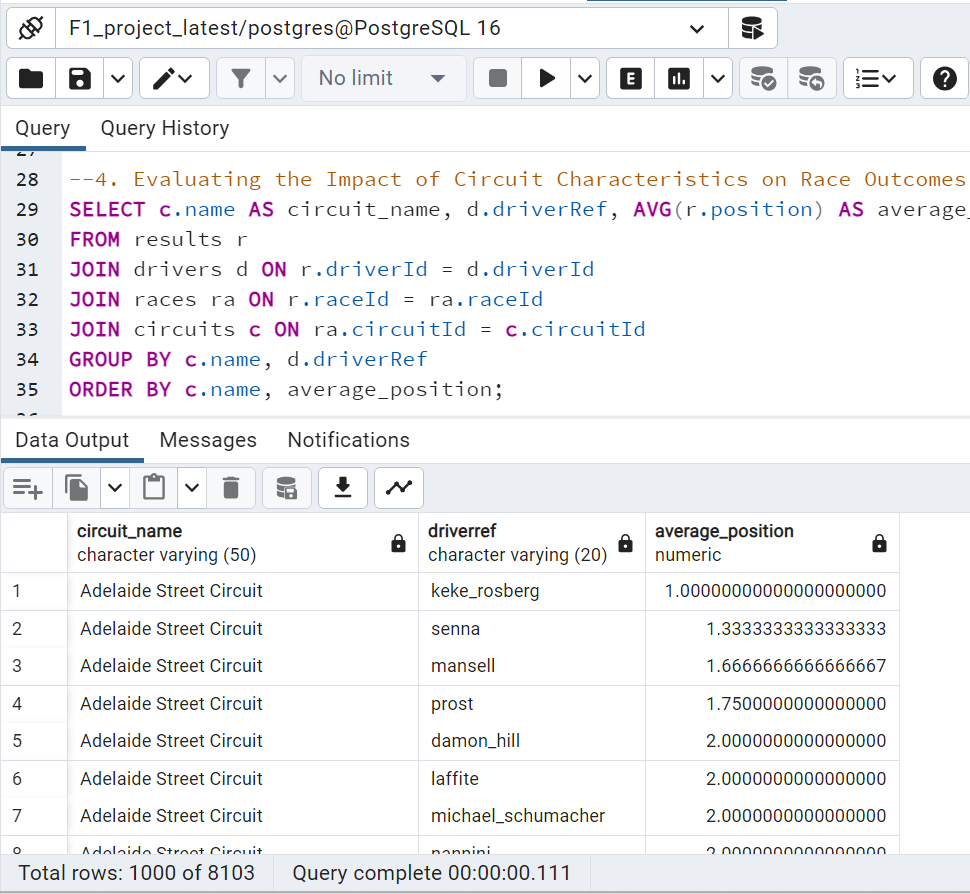 F1_project_latest/postgres@PostgreSQL 16
No limit
E
?
Query Query History
27
28 --4. Evaluating the Impact of Circuit Characteristics on Race Outcomes
29 SELECT c.name AS circuit_name, d.driverRef, AVG(r.position) AS average_
30 FROM results r
31 JOIN drivers d ON r.driverId = d.driverId
32 JOIN races ra ON r.raceId = ra.raceId
33 JOIN circuits c ON ra.circuitId = c.circuitId
34 GROUP BY c.name, d.driverRef
35 ORDER BY c.name, average_position;
36
Data Output Messages Notifications
circuit_name driverref average_position
character varying (50) character varying (20) numeric
1 Adelaide Street Circuit keke_rosberg 1.00000000000000000000
2 Adelaide Street Circuit senna 1.3333333333333333
3 Adelaide Street Circuit mansell 1.6666666666666667
4 Adelaide Street Circuit prost 1.7500000000000000
5 Adelaide Street Circuit damon_hill 2.0000000000000000
6 Adelaide Street Circuit laffite 2.0000000000000000
7 Adelaide Street Circuit michael_schumacher 2.0000000000000000
8 Adelaide Street Circuit nannini 2.0000000000000000
Total rows: 1000 of 8103 Query complete 00:00:00.111